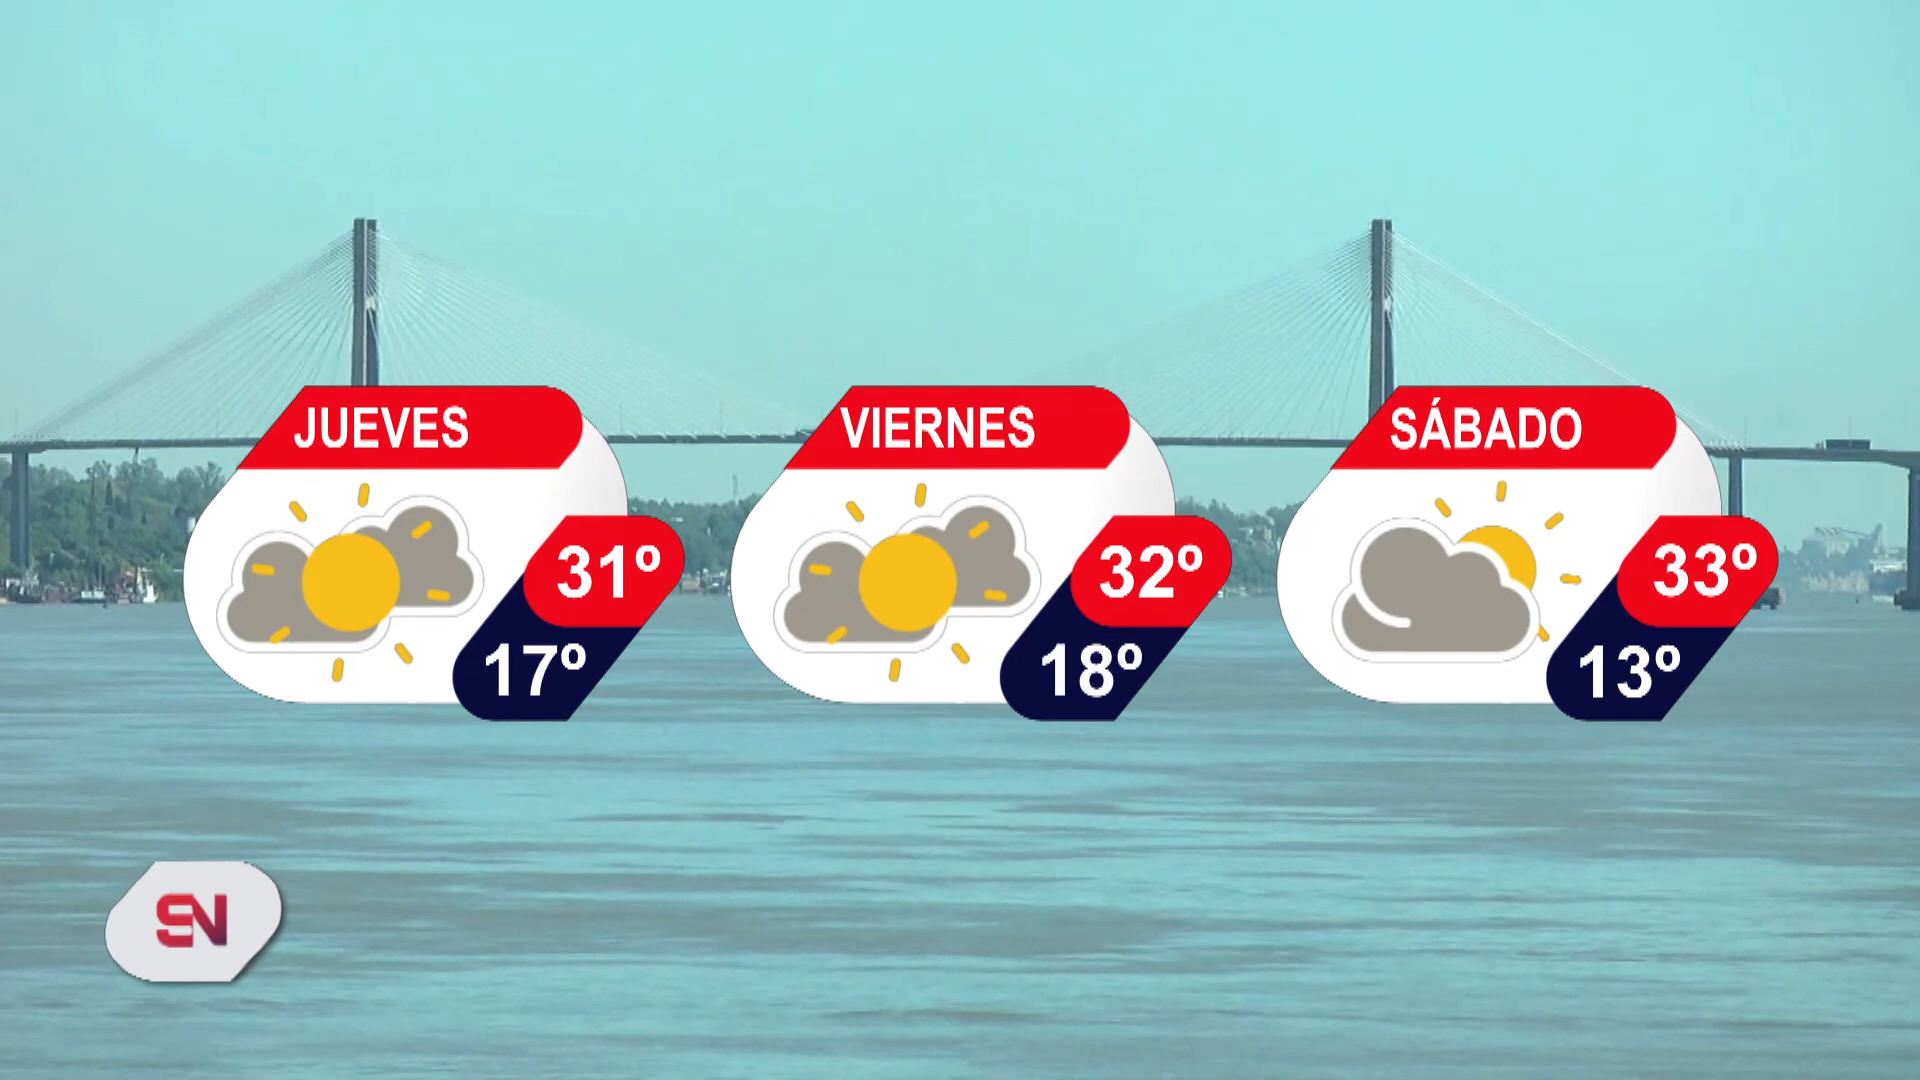 JUEVES
31º
17º
VIERNES
32º
18º
SÁBADO
33º
13º
SN